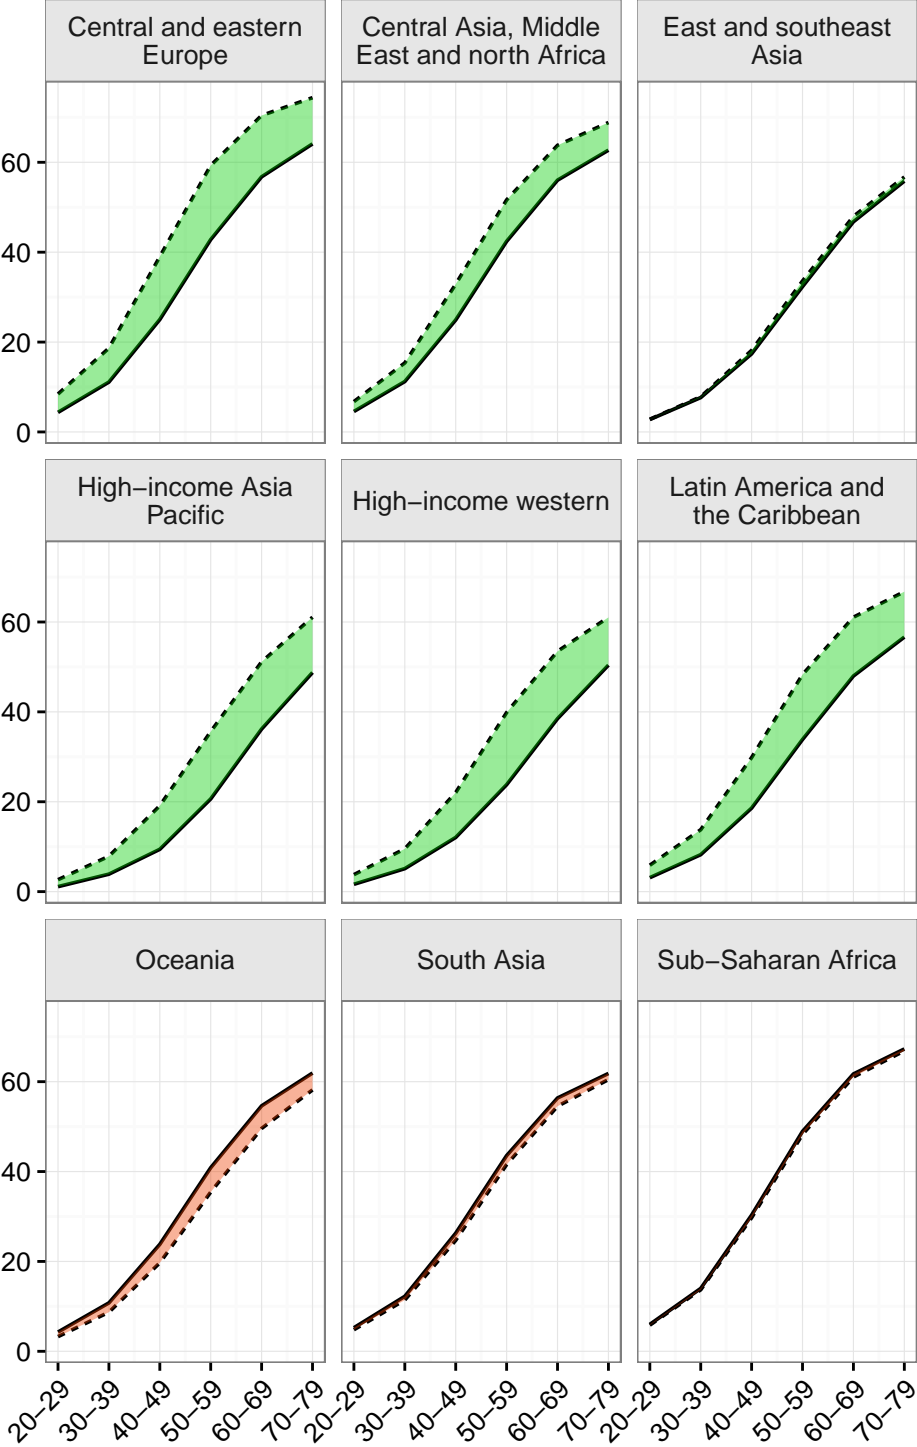 Central and eastern
Europe
Central Asia, Middle
East and north Africa
East and southeast
Asia
60
40
20
0
High−income Asia
Pacific
High−income western
Latin America and
the Caribbean
60
40
20
0
Oceania
South Asia
Sub−Saharan Africa
60
40
20
0
20−29
30−39
40−49
50−59
60−69
70−79
20−29
30−39
40−49
50−59
60−69
70−79
20−29
30−39
40−49
50−59
60−69
70−79